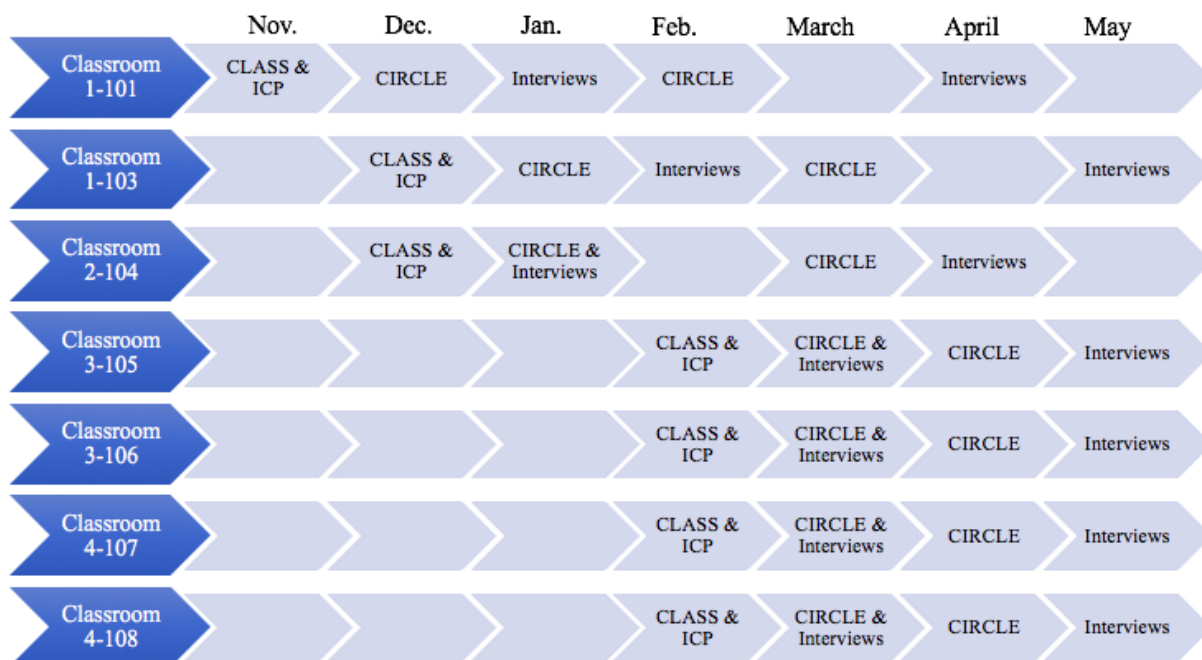 Nov. Dec. Jan. Feb. March April May
Classroom
1-101
CLASS &
ICP
CIRCLE
Interviews
CIRCLE
Interviews
Classroom
1-103
CLASS &
ICP
CIRCLE
Interviews
CIRCLE
Interviews
Classroom
2-104
CLASS &
ICP
CIRCLE &
Interviews
CIRCLE
Interviews
Classroom
3-105
CLASS &
ICP
CIRCLE &
Interviews
CIRCLE
Interviews
Classroom
3-106
CLASS &
ICP
CIRCLE &
Interviews
CIRCLE
Interviews
Classroom
4-107
CLASS &
ICP
CIRCLE &
Interviews
CIRCLE
Interviews
Classroom
4-108
CLASS &
ICP
CIRCLE &
Interviews
CIRCLE
Interviews